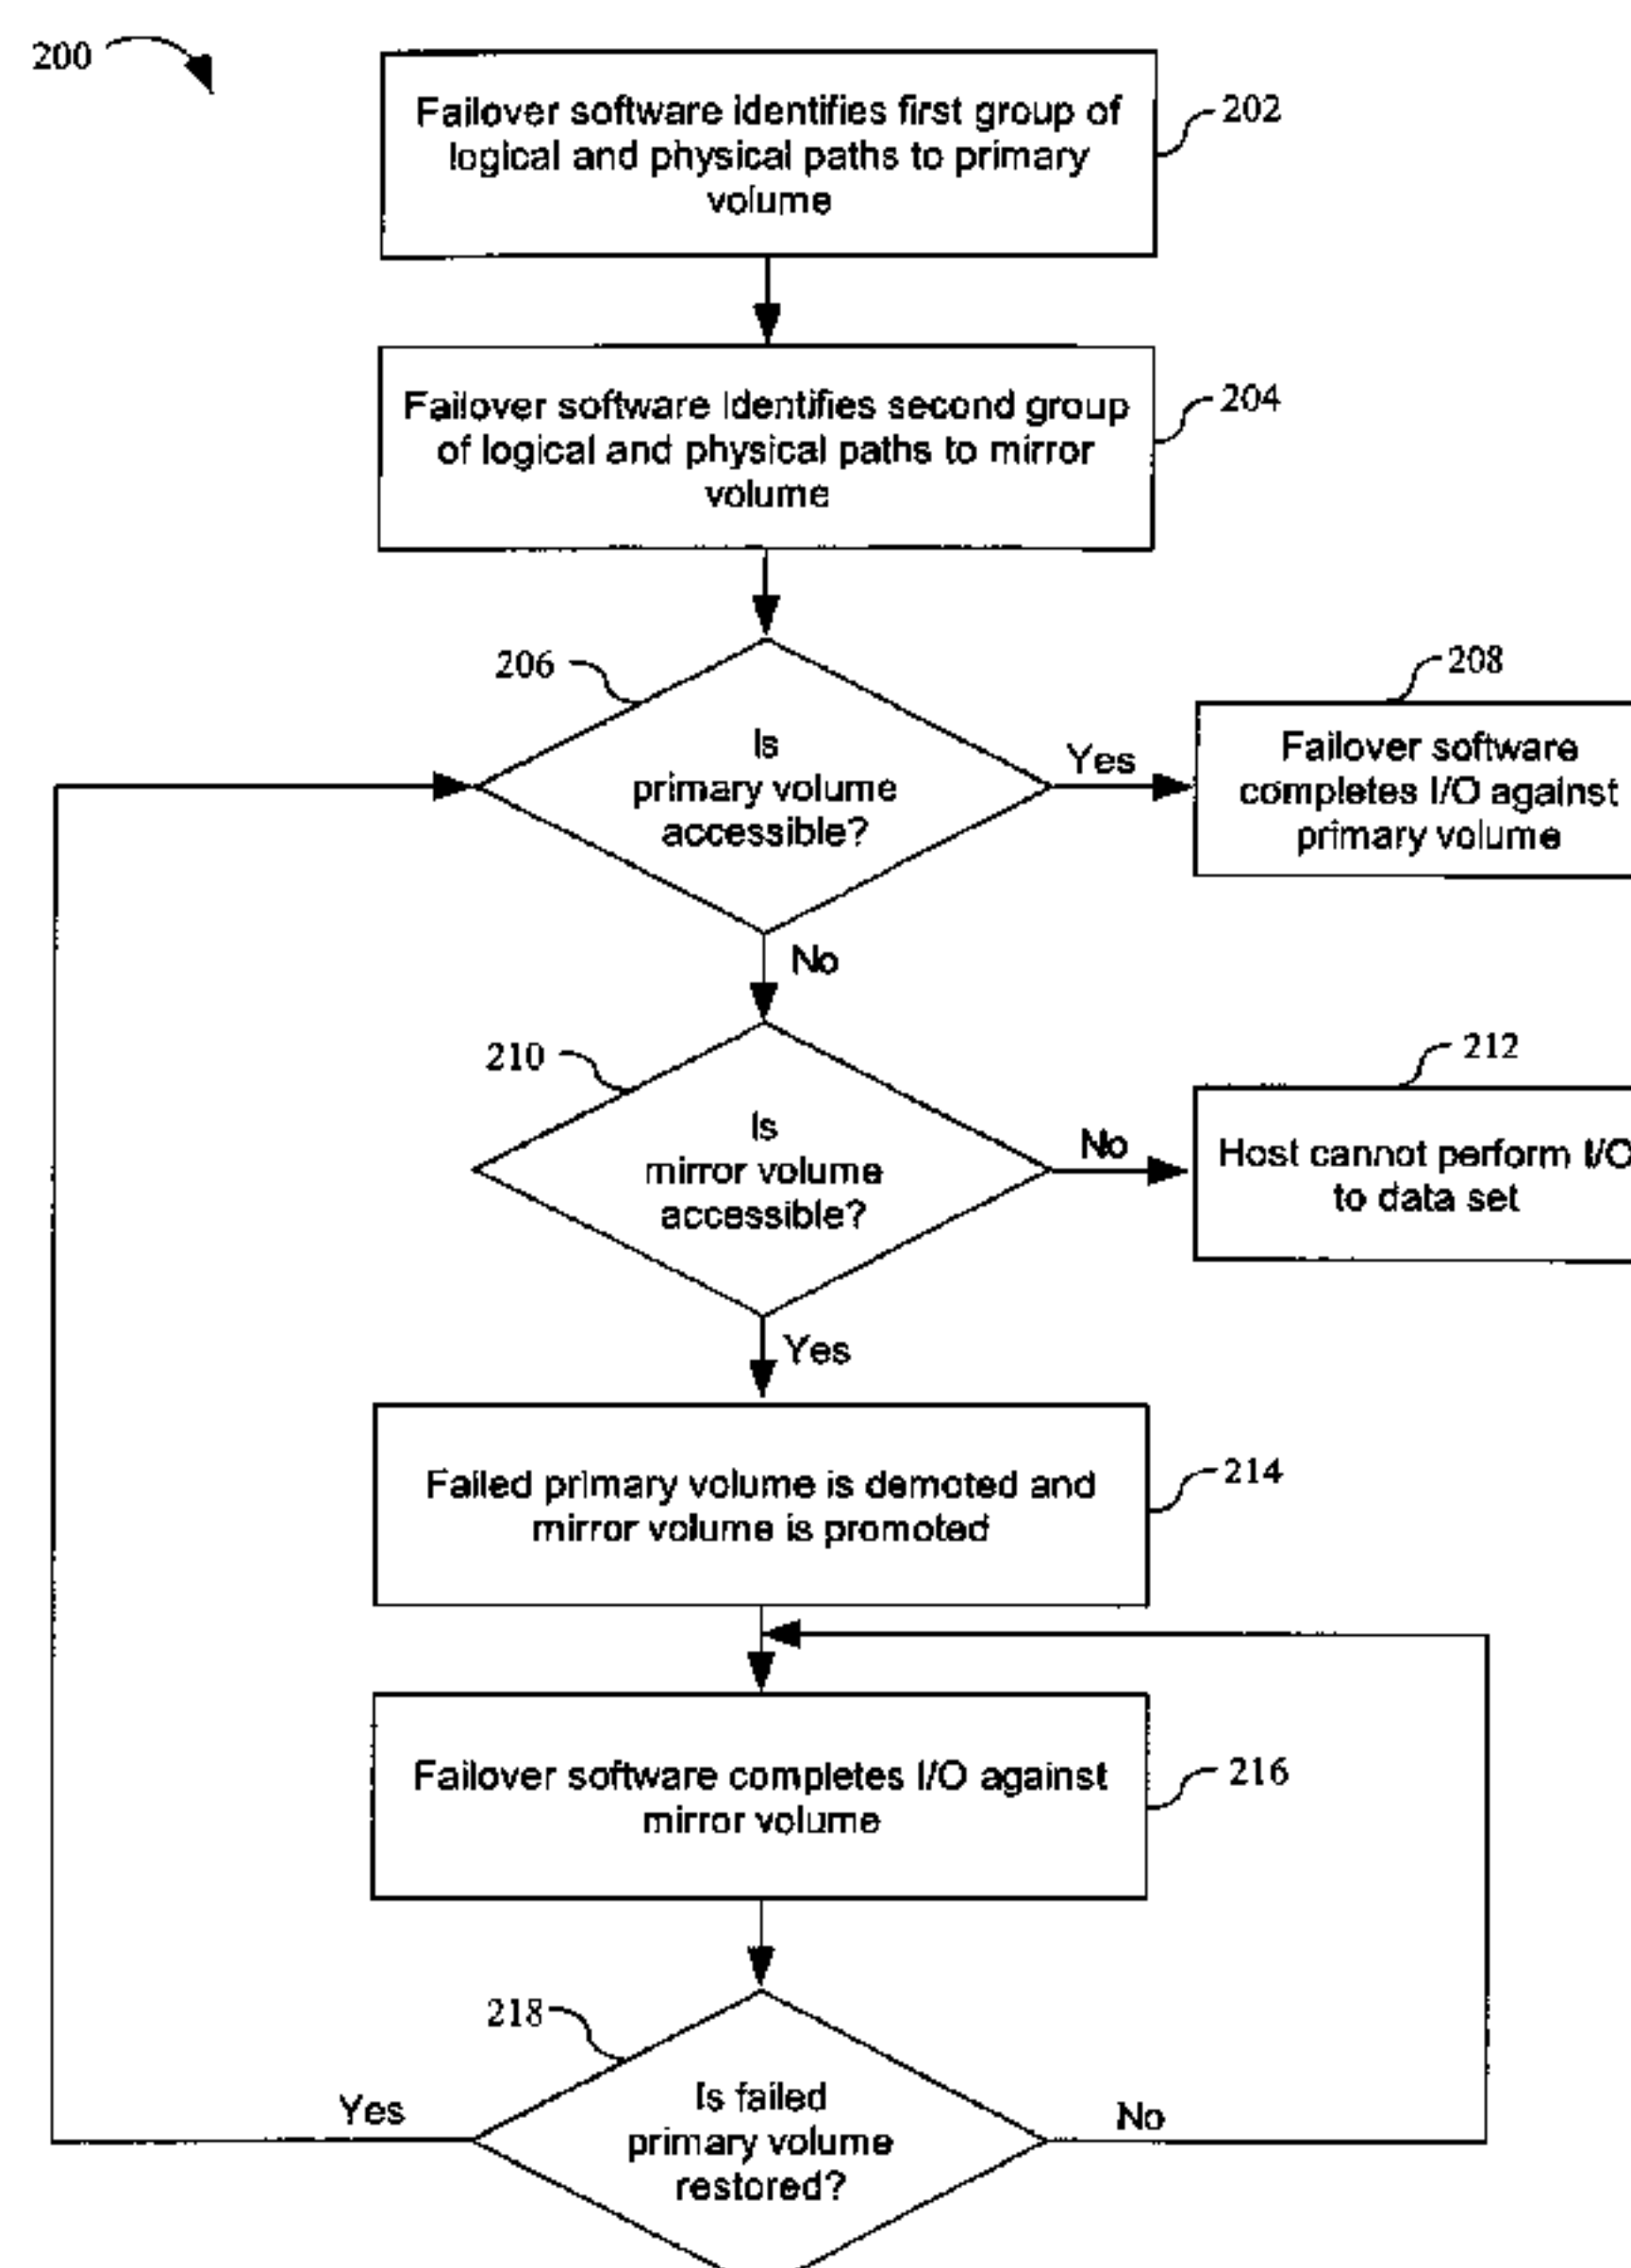 200
Failover software identifies first group of
logical and physical paths to primary
volume
202
Failover software identifies second group
of logical and physical paths to mirror
volume
204
206
Is
primary volume
accessible?
Yes
208
Failover software
completes I/O against
primary volume
No
210
Is
mirror volume
accessible?
No
212
Host cannot perform I/O
to data set
Yes
Failed primary volume is demoted and
mirror volume is promoted
214
Failover software completes I/O against
mirror volume
216
218
Is failed
primary volume
restored?
Yes
No